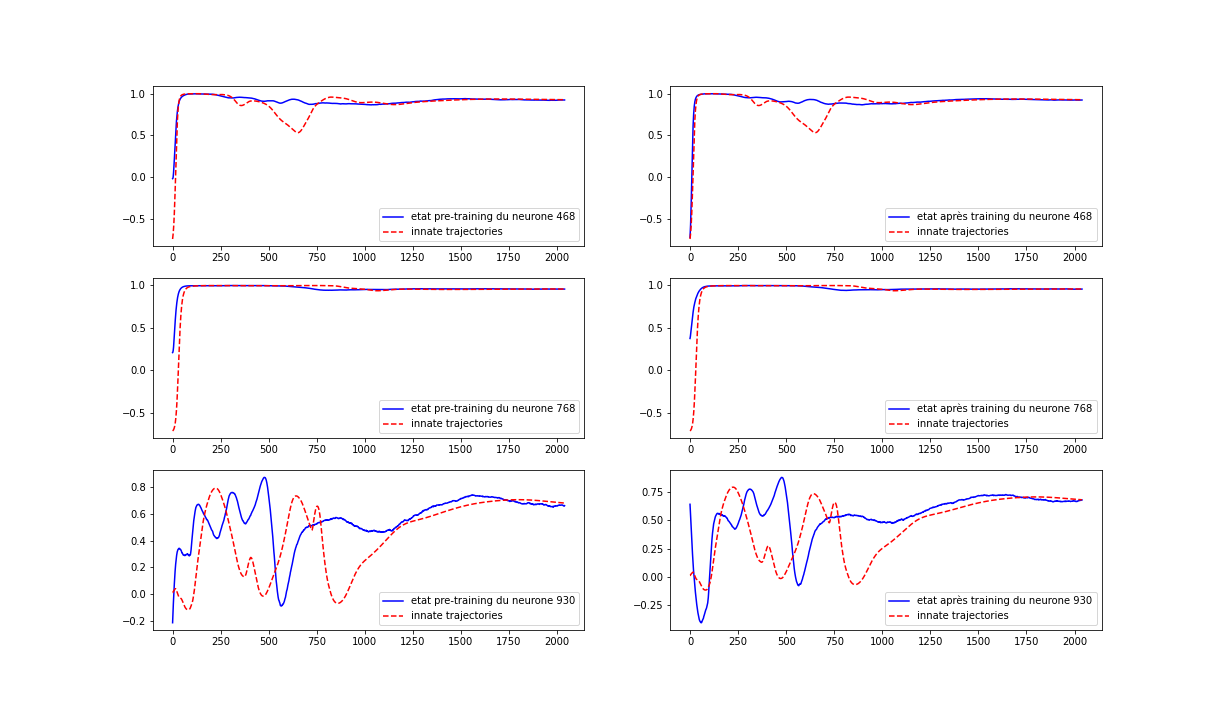 1.0
0.5
0.0
−0.5
0 250 500 750 1000 1250 1500 1750 2000
etat pre-training du neurone 468
innate trajectories
1.0
0.5
0.0
−0.5
0 250 500 750 1000 1250 1500 1750 2000
etat après training du neurone 468
innate trajectories
1.0
0.5
0.0
−0.5
0 250 500 750 1000 1250 1500 1750 2000
etat pre-training du neurone 768
innate trajectories
1.0
0.5
0.0
−0.5
0 250 500 750 1000 1250 1500 1750 2000
etat après training du neurone 768
innate trajectories
0.8
0.6
0.4
0.2
0.0
−0.2
0 250 500 750 1000 1250 1500 1750 2000
etat pre-training du neurone 930
innate trajectories
0.75
0.50
0.25
0.00
−0.25
0 250 500 750 1000 1250 1500 1750 2000
etat après training du neurone 930
innate trajectories